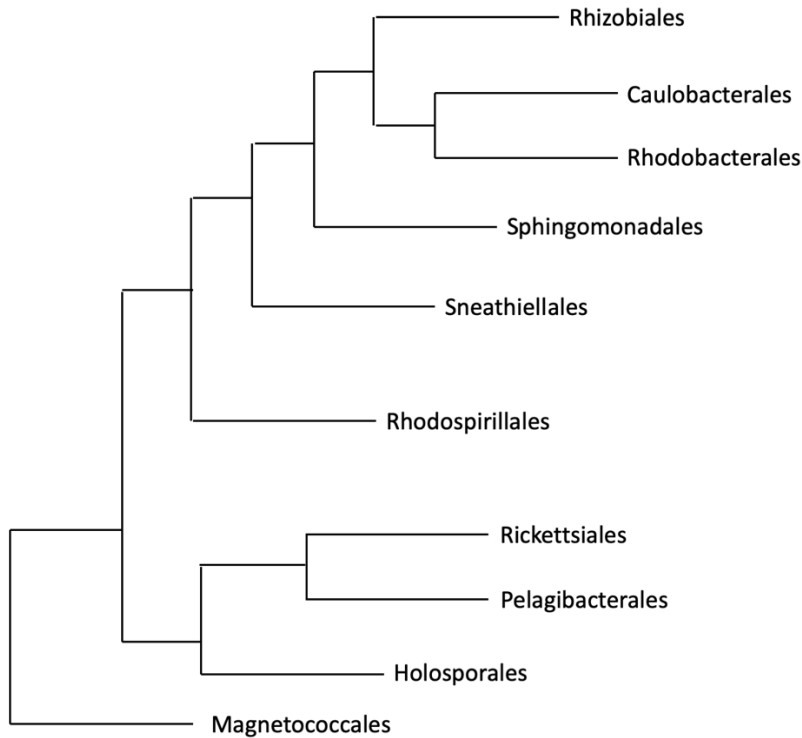 Rhizobiales
Caulobacterales
Rhodobacterales
Sphingomonadales
Sneathiellales
Rhodospirillales
Rickettsiales
Pelagibacterales
Holosporales
Magnetococcales